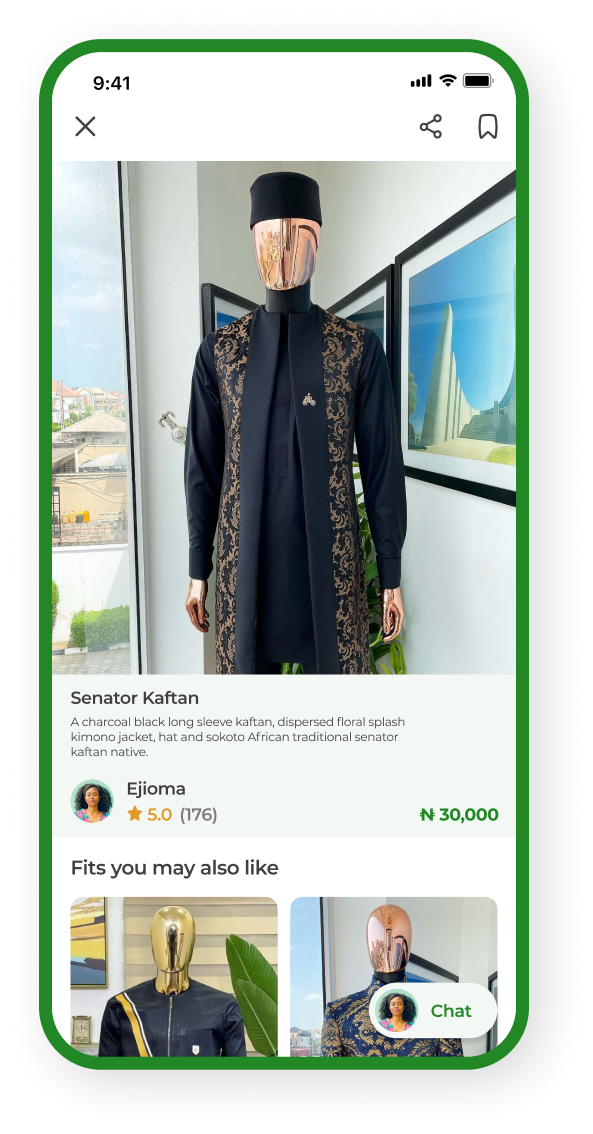 9:41
Senator Kaftan
A charcoal black long sleeve kaftan, dispersed floral splash
kimono jacket, hat and sokoto African traditional senator
kaftan native.
Ejioma
5.0 (176)
₦ 30,000
Fits you may also like
Chat